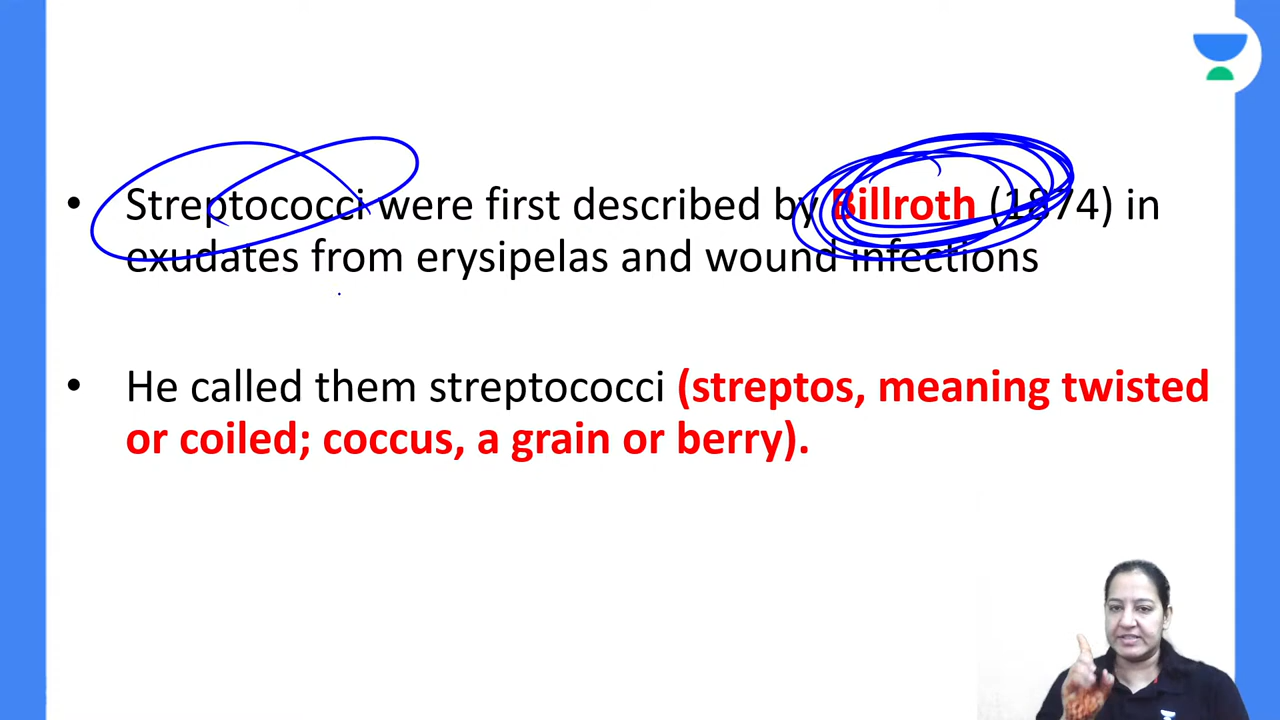 • Streptococci were first described by Billroth (1874) in
exudates from erysipelas and wound infections
• He called them streptococci (streptos, meaning twisted
or coiled; coccus, a grain or berry).